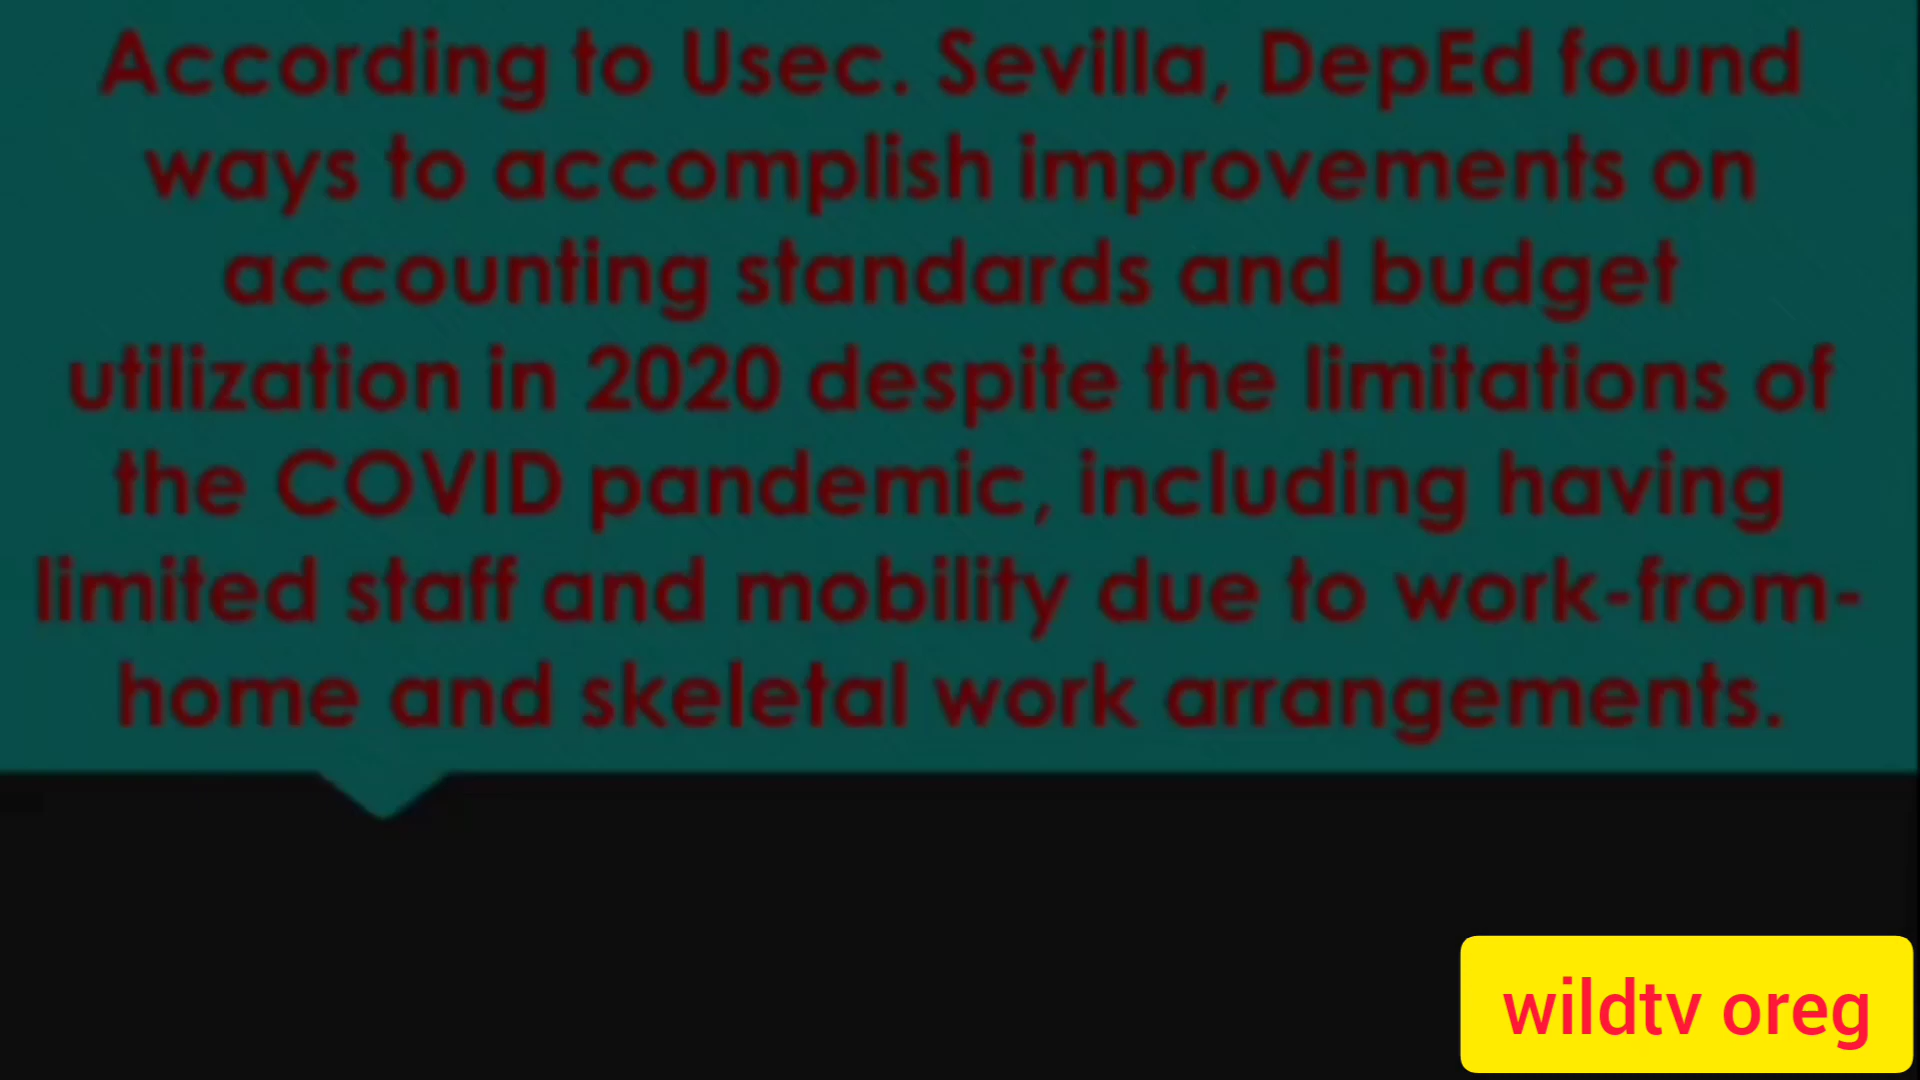 According to Usec. Sevilla, DepEd found
ways to accomplish improvements on
accounting standards and budget
utilization in 2020 despite the limitations of
the COVID pandemic, including having
limited staff and mobility due to work-from-
home and skeletal work arrangements.
wildtv oreg